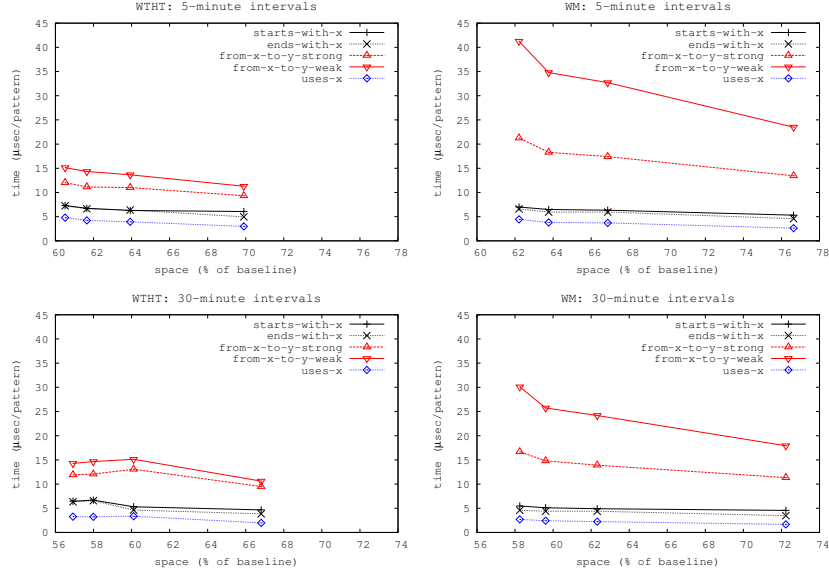 WTHT: 5-minute intervals
starts-with-x
ends-with-x
from-x-to-y-strong
from-x-to-y-weak
uses-x
45
40
35
30
25
20
15
10
5
0
time (μsec/pattern)
60 62 64 66 68 70 72 74 76 78
space (% of baseline)
WM: 5-minute intervals
starts-with-x
ends-with-x
from-x-to-y-strong
from-x-to-y-weak
uses-x
45
40
35
30
25
20
15
10
5
0
time (μsec/pattern)
60 62 64 66 68 70 72 74 76 78
space (% of baseline)
WTHT: 30-minute intervals
starts-with-x
ends-with-x
from-x-to-y-strong
from-x-to-y-weak
uses-x
45
40
35
30
25
20
15
10
5
0
time (μsec/pattern)
56 58 60 62 64 66 68 70 72 74
space (% of baseline)
WM: 30-minute intervals
starts-with-x
ends-with-x
from-x-to-y-strong
from-x-to-y-weak
uses-x
45
40
35
30
25
20
15
10
5
0
time (μsec/pattern)
56 58 60 62 64 66 68 70 72 74
space (% of baseline)